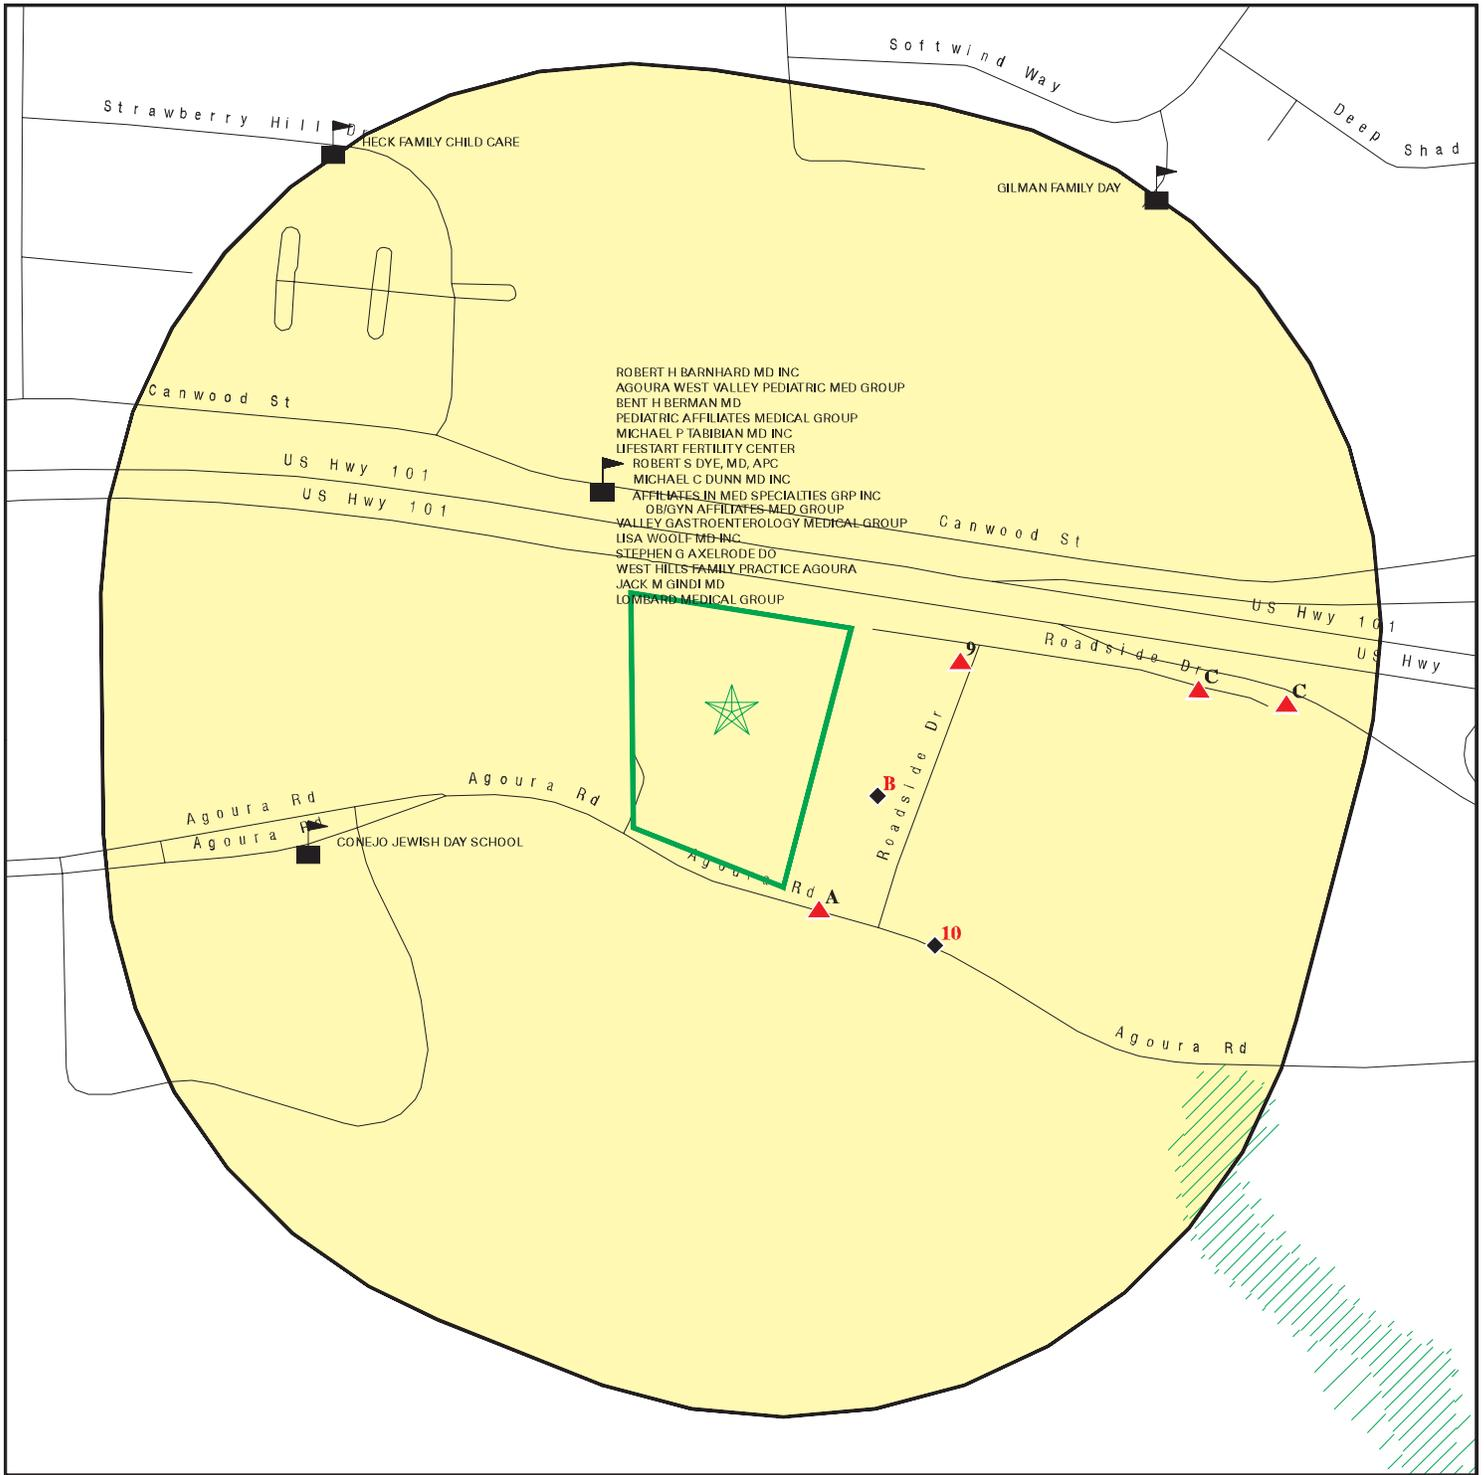 Softwind Way
Strawberry Hill Dr
Deep Shad
HECK FAMILY CHILD CARE
GILMAN FAMILY DAY
ROBERT H BARNHARD MD INC
AGOURA WEST VALLEY PEDIATRIC MED GROUP
BENT H BERMAN MD
PEDIATRIC AFFILIATES MEDICAL GROUP
MICHAEL P TABIBIAN MD INC
LIFESTART FERTILITY CENTER
ROBERT S DYE, MD, APC
MICHAEL C DUNN MD INC
AFFILIATES IN MED SPECIALTIES GRP INC
OB/GYN AFFILIATES MED GROUP
VALLEY GASTROENTEROLOGY MEDICAL GROUP
LISA WOOLF MD INC
STEPHEN G AXELRODE DO
WEST HILLS FAMILY PRACTICE AGOURA
JACK M GINDI MD
LOMBARD MEDICAL GROUP
Canwood St
US Hwy 101
US Hwy 101
Canwood St
US Hwy 101
US Hwy
Roadside Dr
9
C
C
Roadside Dr
B
Agoura Rd
Agoura Rd
Agoura Rd
CONEJO JEWISH DAY SCHOOL
Agoura Rd
A
10
Agoura Rd